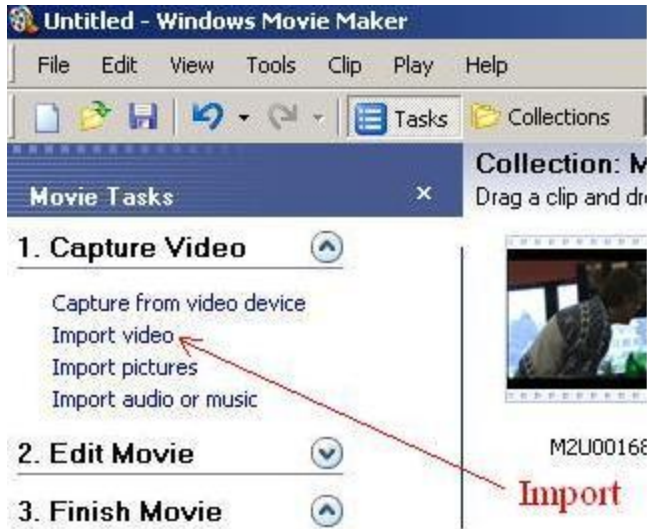 Untitled - Windows Movie Maker
File Edit View Tools Clip Play Help
Tasks Collections
Movie Tasks
Collection:
Drag a clip and
1. Capture Video
Capture from video device
Import video
Import pictures
Import audio or music
2. Edit Movie
M2U00168
3. Finish Movie
Import